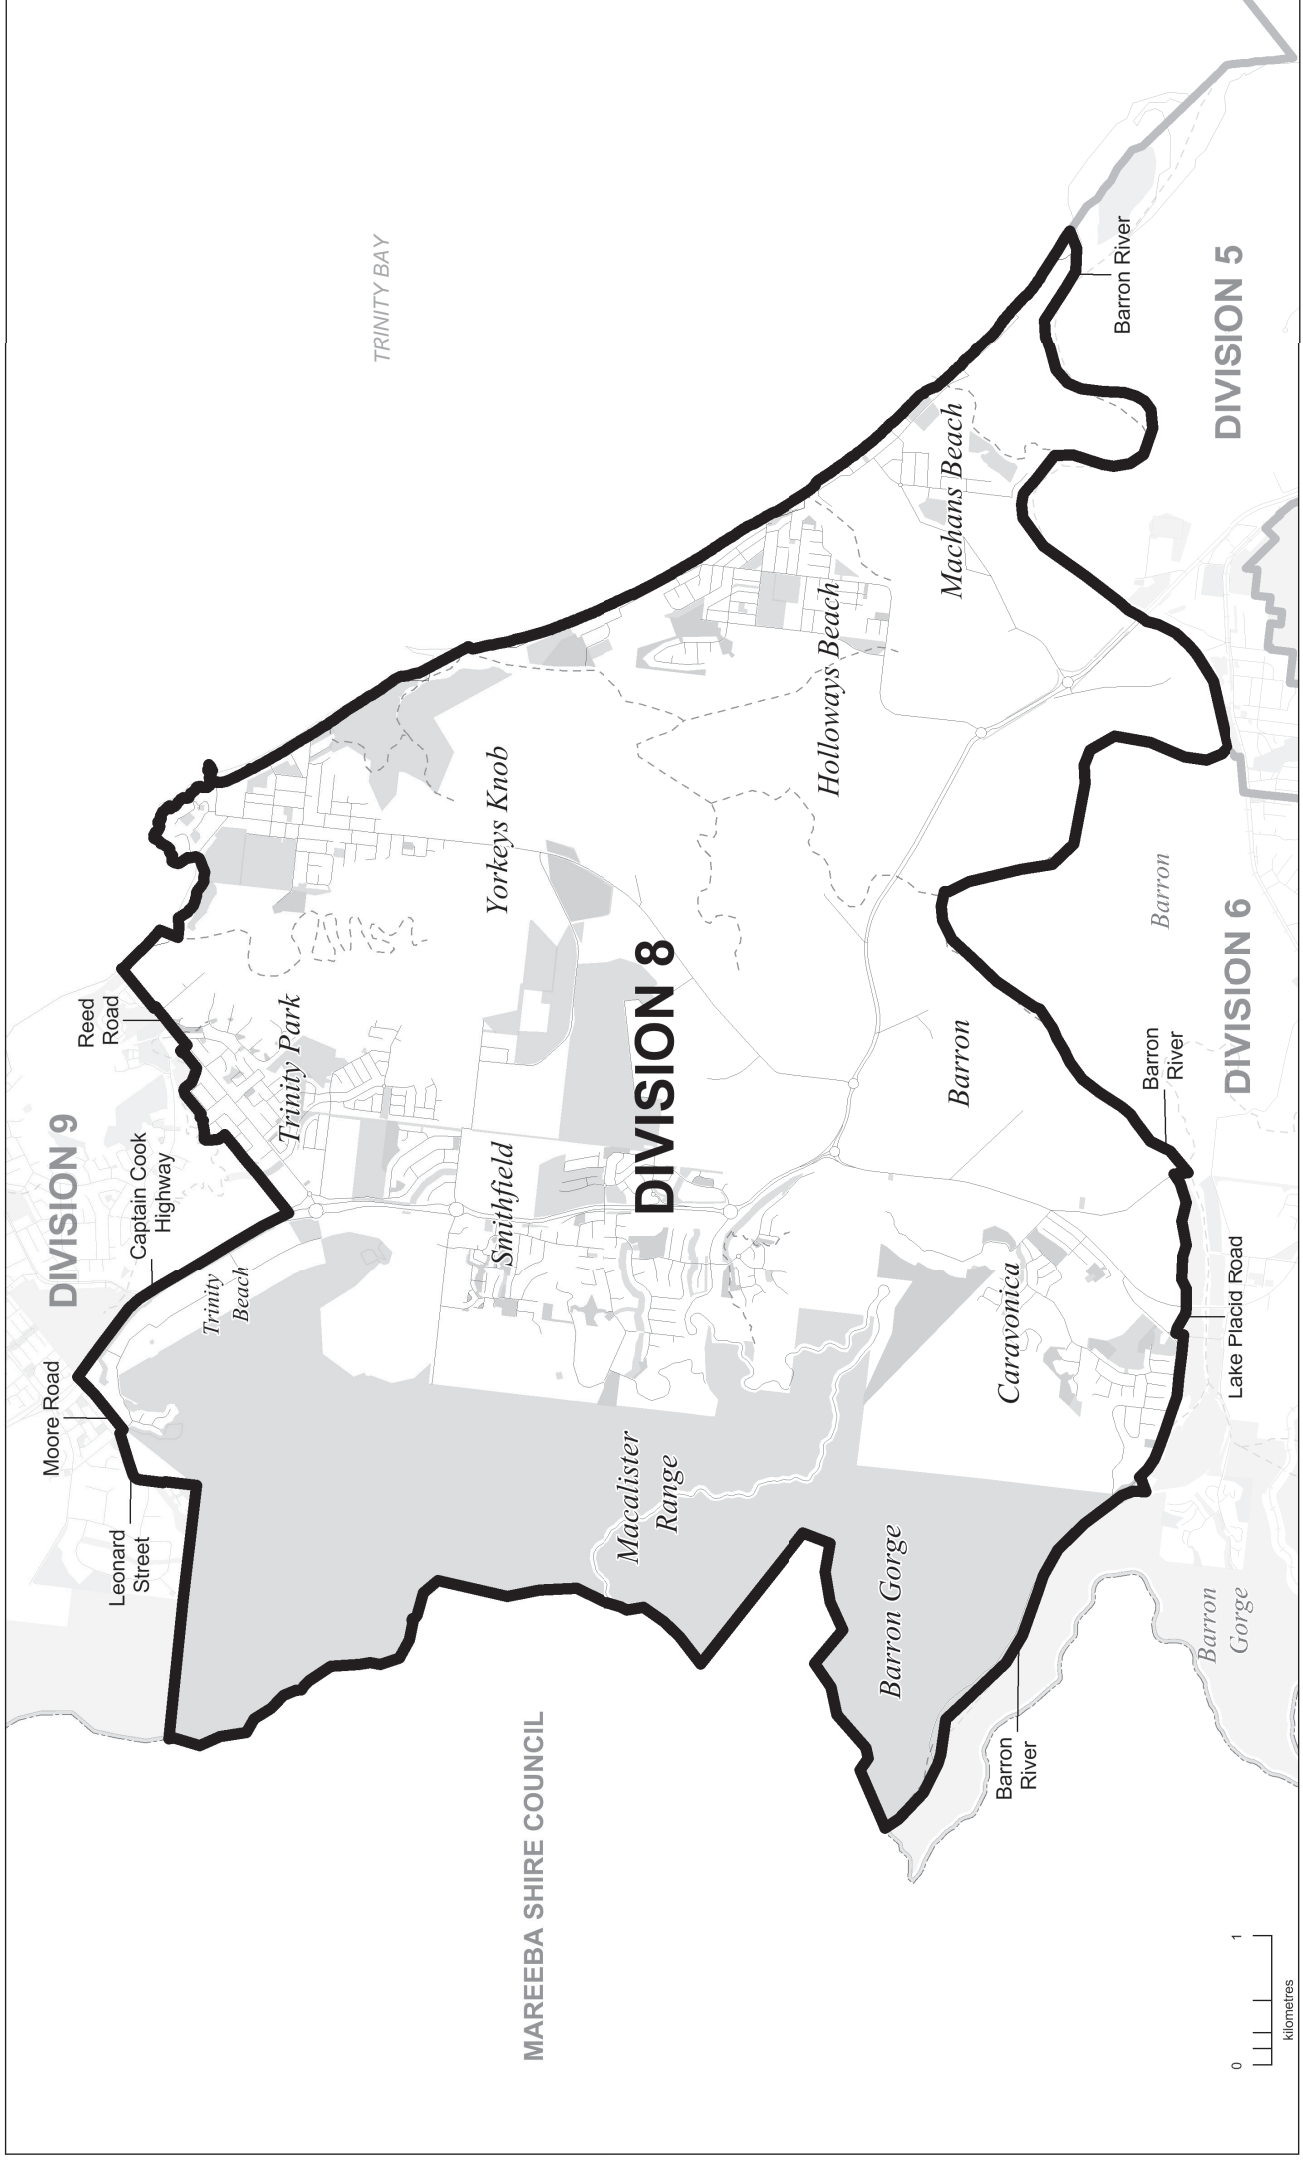 DIVISION 9
Moore Road
Captain Cook
Highway
Reed
Road
Leonard
Street
Trinity
Beach
Trinity Park
TRINITY BAY
Yorkeys Knob
Smithfield
MAREEBA SHIRE COUNCIL
Macalister
Range
DIVISION 8
Holloways Beach
Machans Beach
Barron Gorge
Caravonica
Barron
Barron
River
Barron
River
Barron River
Barron
Lake Placid Road
Barron
Gorge
DIVISION 6
DIVISION 5
0
1
kilometres